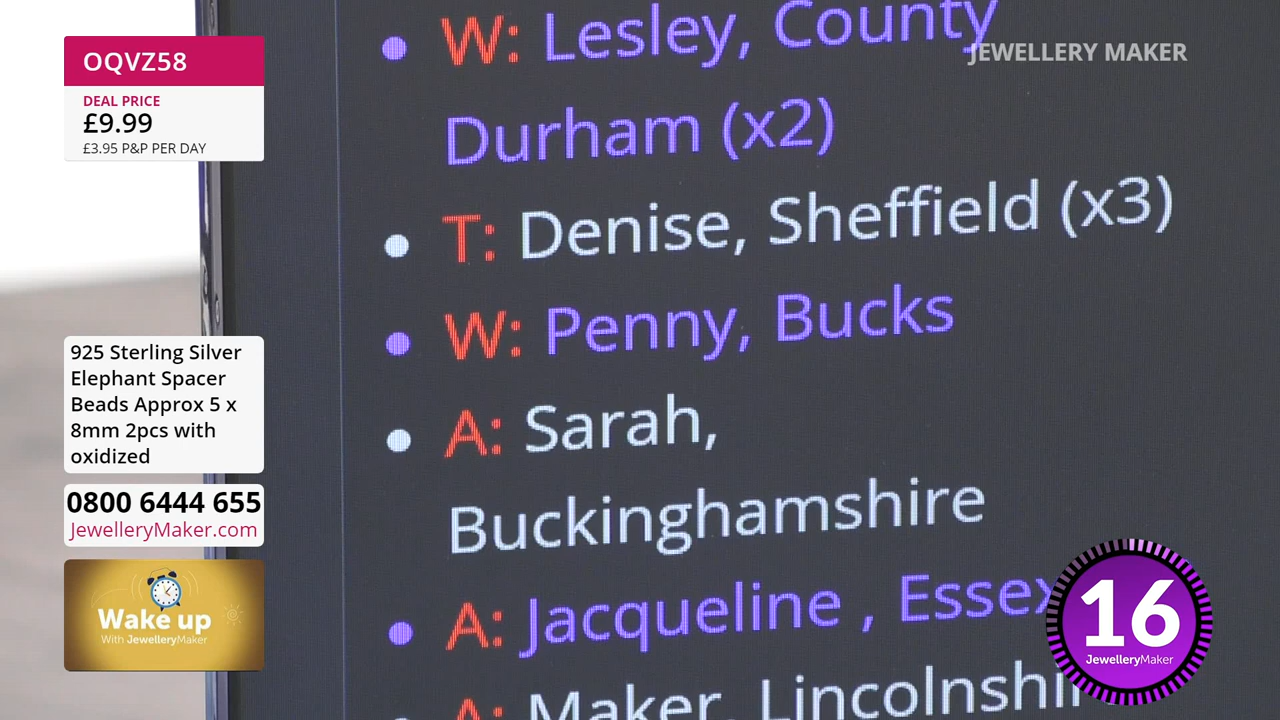 OQVZ58
DEAL PRICE
£9.99
£3.95 P&P PER DAY
925 Sterling Silver
Elephant Spacer
Beads Approx 5 x
8mm 2pcs with
oxidized
0800 6444 655
JewelleryMaker.com
Wake up
With JewelleryMaker
JEWELLERY MAKER
• W: Lesley, County
Durham (x2)
• T: Denise, Sheffield (x3)
• W: Penny, Bucks
• A: Sarah,
Buckinghamshire
• A: Jacqueline , Essex
• A: Maker, Lincolnshir
16
JewelleryMaker